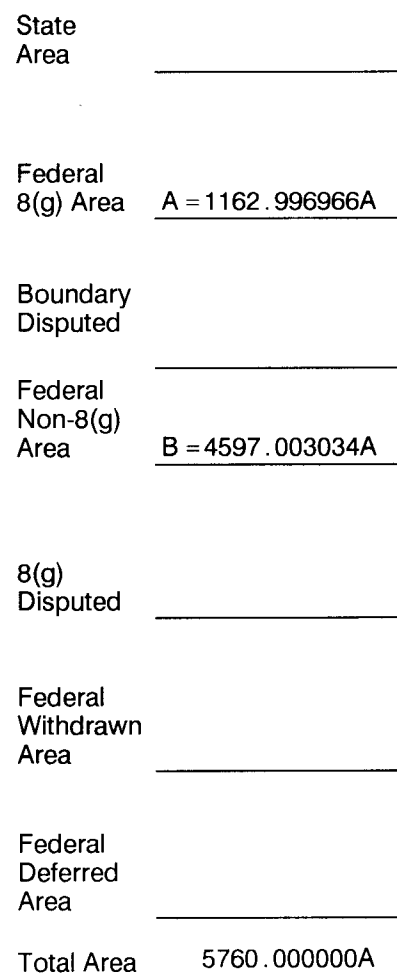 State
Area
Federal
8(g) Area A = 1162.996966A
Boundary
Disputed
Federal
Non-8(g)
Area B = 4597.003034A
8(g)
Disputed
Federal
Withdrawn
Area
Federal
Deferred
Area
Total Area 5760.000000A